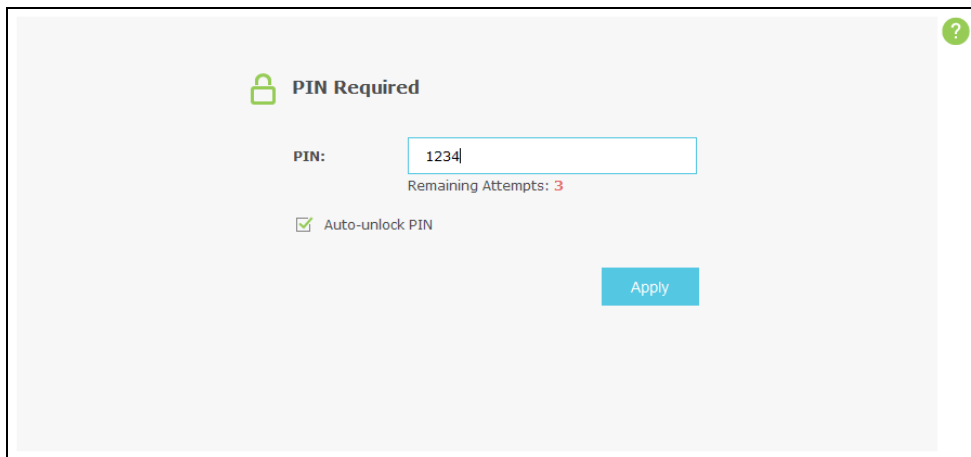 ?
PIN Required
PIN: 1234
Remaining Attempts: 3
Auto-unlock PIN
Apply